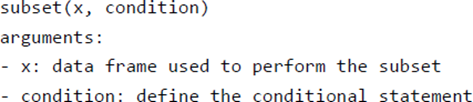 subset(x, condition)
arguments:
- x: data frame used to perform the subset
- condition: define the conditional statement